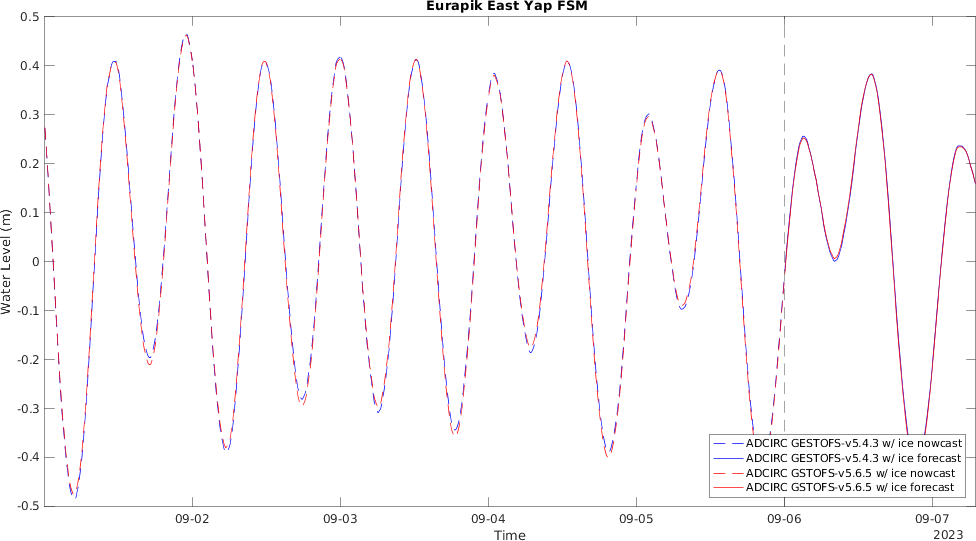 Eurapik East Yap FSM
0.5
0.4
0.3
0.2
0.1
0
-0.1
-0.2
-0.3
-0.4
-0.5
Water Level (m)
ADCIRC GESTOFS-v5.4.3 w/ ice nowcast
ADCIRC GESTOFS-v5.4.3 w/ ice forecast
ADCIRC GSTOFS-v5.6.5 w/ ice nowcast
ADCIRC GSTOFS-v5.6.5 w/ ice forecast
09-02 09-03 09-04 09-05 09-06 09-07
Time
2023